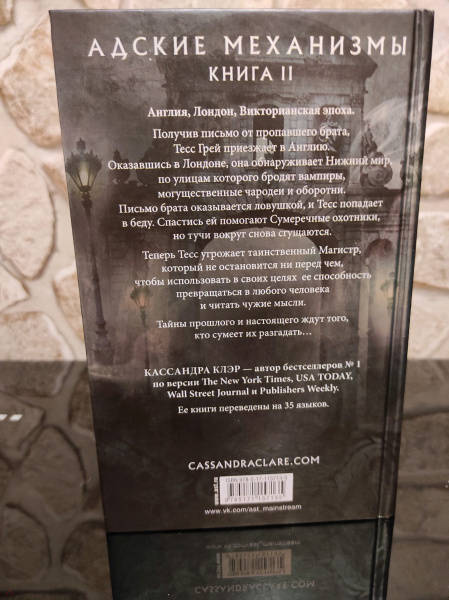 АДСКИЕ МЕХАНИЗМЫ
КНИГА II
Англия, Лондон, Викторианская эпоха.
Получив письмо от пропавшего брата,
Тесс Грей приезжает в Англию.
Оказавшись в Лондоне, она обнаруживает Нижний мир,
по улицам которого бродят вампиры,
могущественные чародеи и оборотни.
Письмо брата оказывается ловушкой, и Тесс попадает
в беду. Спастись ей помогают Сумеречные охотники,
но тучи вокруг снова сгущаются.
Теперь Тесс угрожает таинственный Магистр,
который не остановится ни перед чем,
чтобы использовать в своих целях ее способность
превращаться в любого человека
и читать чужие мысли.
Тайны прошлого и настоящего ждут того,
кто сумеет их разгадать...
КАССАНДРА КЛЭР — автор бестселлеров № 1
по версии The New York Times, USA TODAY,
Wall Street Journal и Publishers Weekly.
Ее книги переведены на 35 языков.
CASSANDRACLARE.COM
www.ast.ru
www.vk.com/ast_mainstream